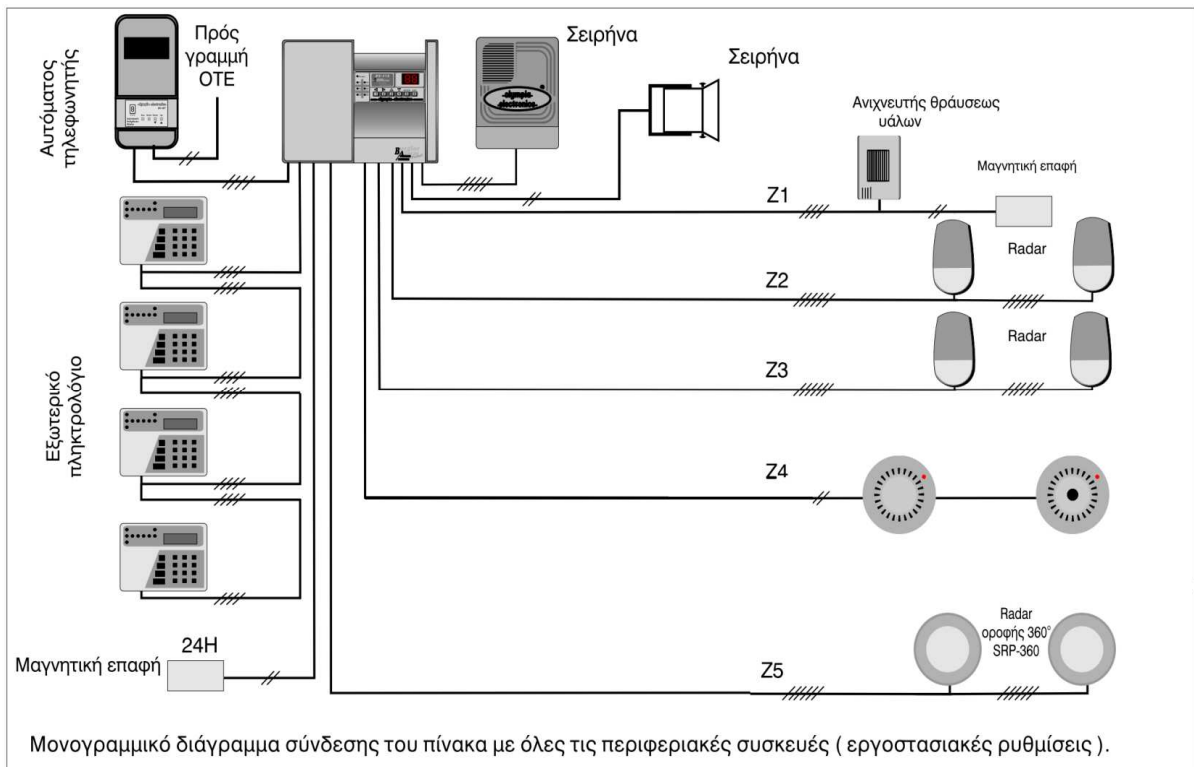 Αυτόματος
τηλεφωνητής
Πρός
γραμμή
ΟΤΕ
Σειρήνα
Σειρήνα
olympia
electronics
Ανιχνευτής θράυσεως
υάλων
Μαγνητική επαφή
Z1
Radar
Z2
Radar
Z3
Εξωτερικό
πληκτρολόγιο
Z4
Radar
οροφής 360°
SRP-360
24H
Μαγνητική επαφή
Z5
Μονογραμμικό διάγραμμα σύνδεσης του πίνακα με όλες τις περιφεριακές συσκευές ( εργοστασιακές ρυθμίσεις ).